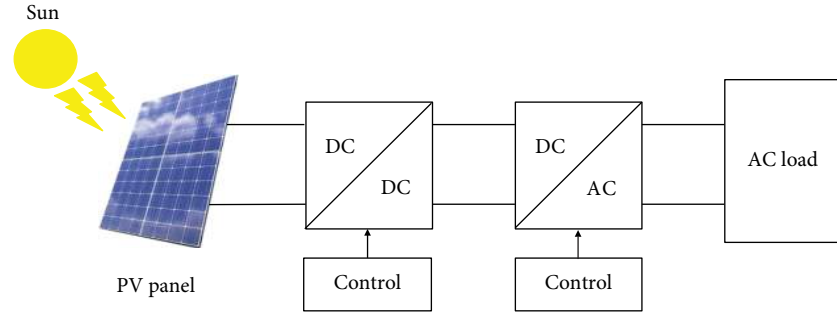 Sun
DC
DC
DC
AC
AC load
Control
Control
PV panel